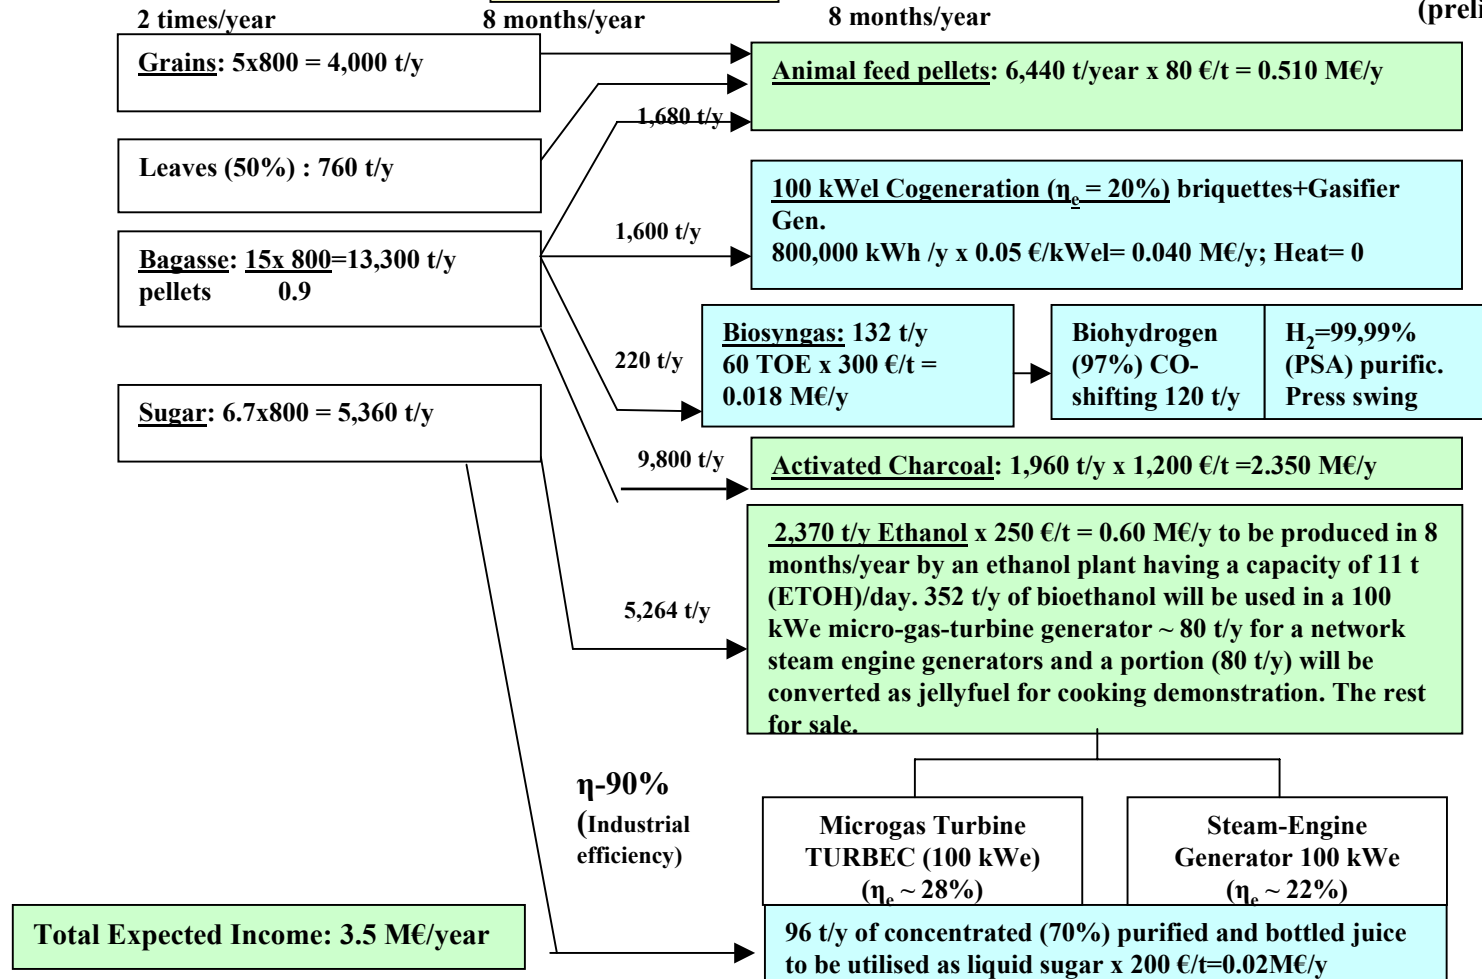 2 times/year
8 months/year
8 months/year
(preli
Grains: 5x800 = 4,000 t/y
Animal feed pellets: 6,440 t/year x 80 €/t = 0.510 M€/y
1,680 t/y
Leaves (50%) : 760 t/y
100 kWel Cogeneration (ηe = 20%) briquettes+Gasifier
Gen.
800,000 kWh /y x 0.05 €/kWel= 0.040 M€/y; Heat= 0
1,600 t/y
Bagasse: 15x 800=13,300 t/y
pellets 0.9
Biosyngas: 132 t/y
60 TOE x 300 €/t =
0.018 M€/y
Biohydrogen
(97%) CO-
shifting 120 t/y
H2=99,99%
(PSA) purific.
Press swing
220 t/y
Sugar: 6.7x800 = 5,360 t/y
9,800 t/y
Activated Charcoal: 1,960 t/y x 1,200 €/t =2.350 M€/y
2,370 t/y Ethanol x 250 €/t = 0.60 M€/y to be produced in 8
months/year by an ethanol plant having a capacity of 11 t
(ETOH)/day. 352 t/y of bioethanol will be used in a 100
kWe micro-gas-turbine generator ~ 80 t/y for a network
steam engine generators and a portion (80 t/y) will be
converted as jellyfuel for cooking demonstration. The rest
for sale.
5,264 t/y
η-90%
(Industrial
efficiency)
Microgas Turbine
TURBEC (100 kWe)
(ηe ~ 28%)
Steam-Engine
Generator 100 kWe
(ηe ~ 22%)
Total Expected Income: 3.5 M€/year
96 t/y of concentrated (70%) purified and bottled juice
to be utilised as liquid sugar x 200 €/t=0.02M€/y